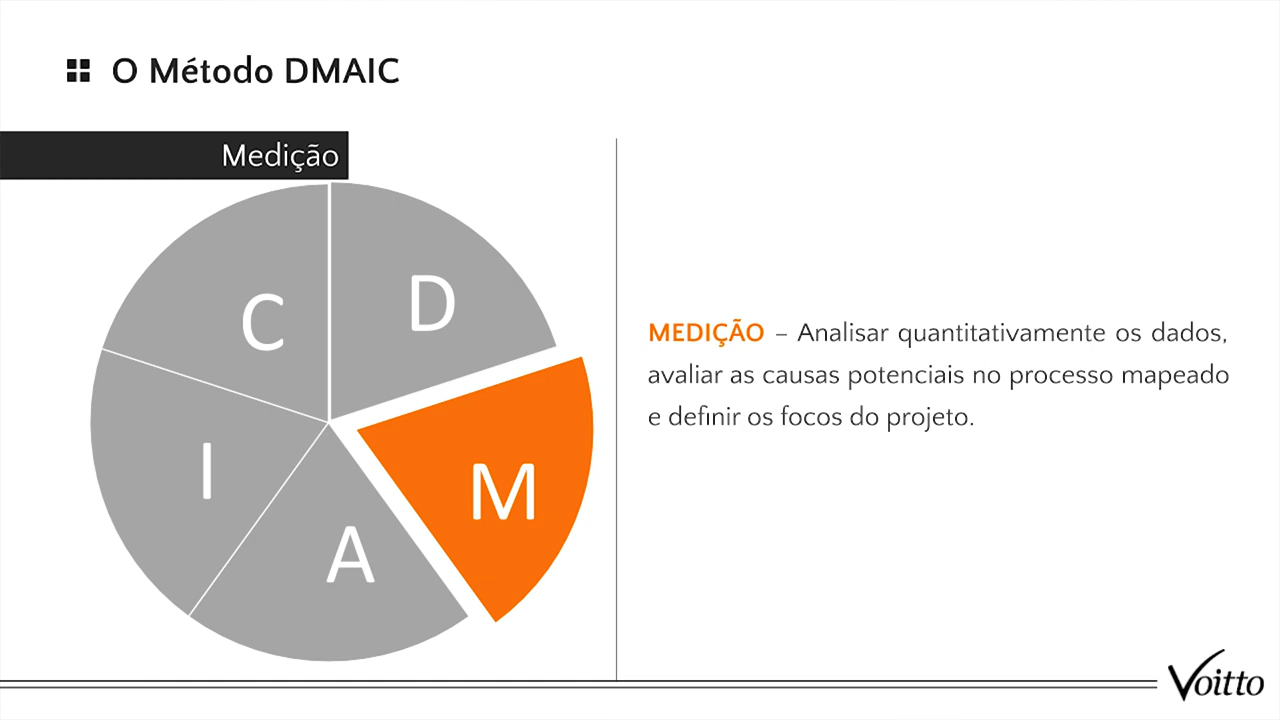 O Método DMAIC
Medição
C
D
I
M
A
MEDIÇÃO – Analisar quantitativamente os dados,
avaliar as causas potenciais no processo mapeado
e definir os focos do projeto.
Voitto